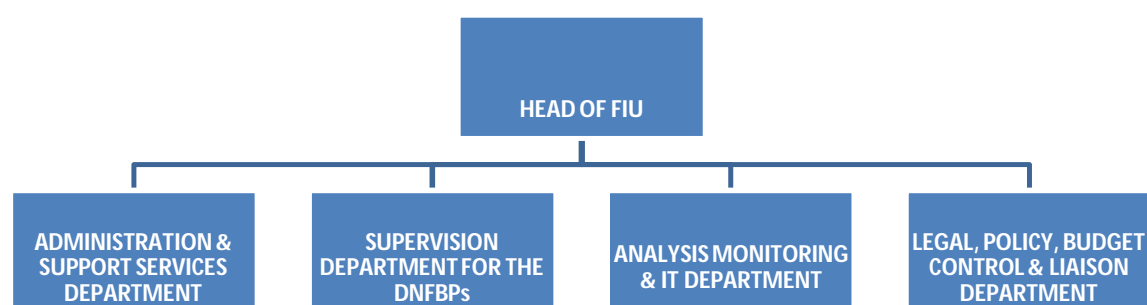 HEAD OF FIU
ADMINISTRATION &
SUPPORT SERVICES
DEPARTMENT
SUPERVISION
DEPARTMENT FOR THE
DNFBPs
ANALYSIS MONITORING
& IT DEPARTMENT
LEGAL, POLICY, BUDGET
CONTROL & LIAISON
DEPARTMENT